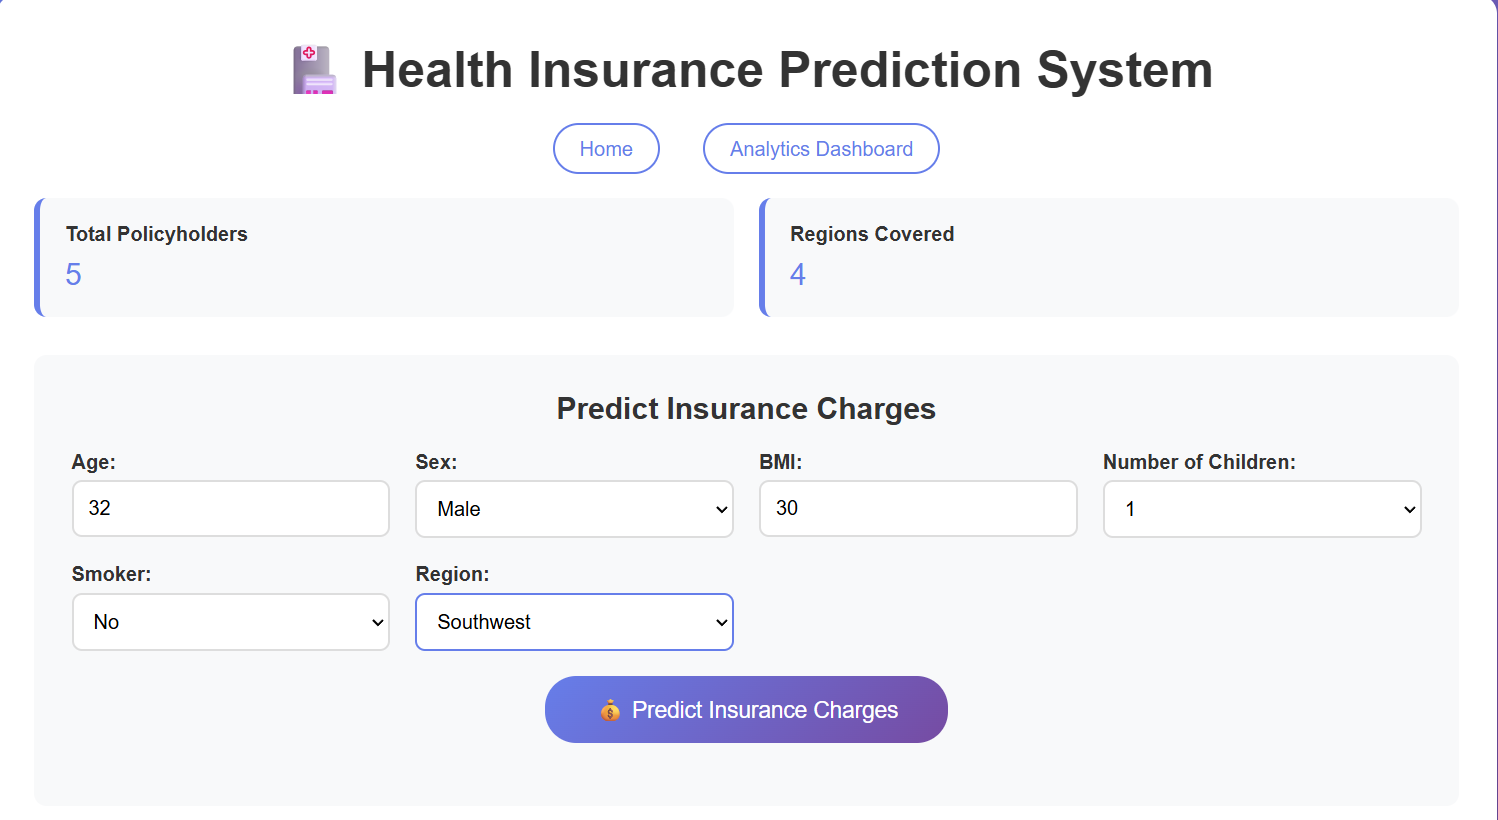 Health Insurance Prediction System
Home
Analytics Dashboard
Total Policyholders
5
Regions Covered
4
Predict Insurance Charges
Age:
32
Sex:
Male
BMI:
30
Number of Children:
1
Smoker:
No
Region:
Southwest
Predict Insurance Charges